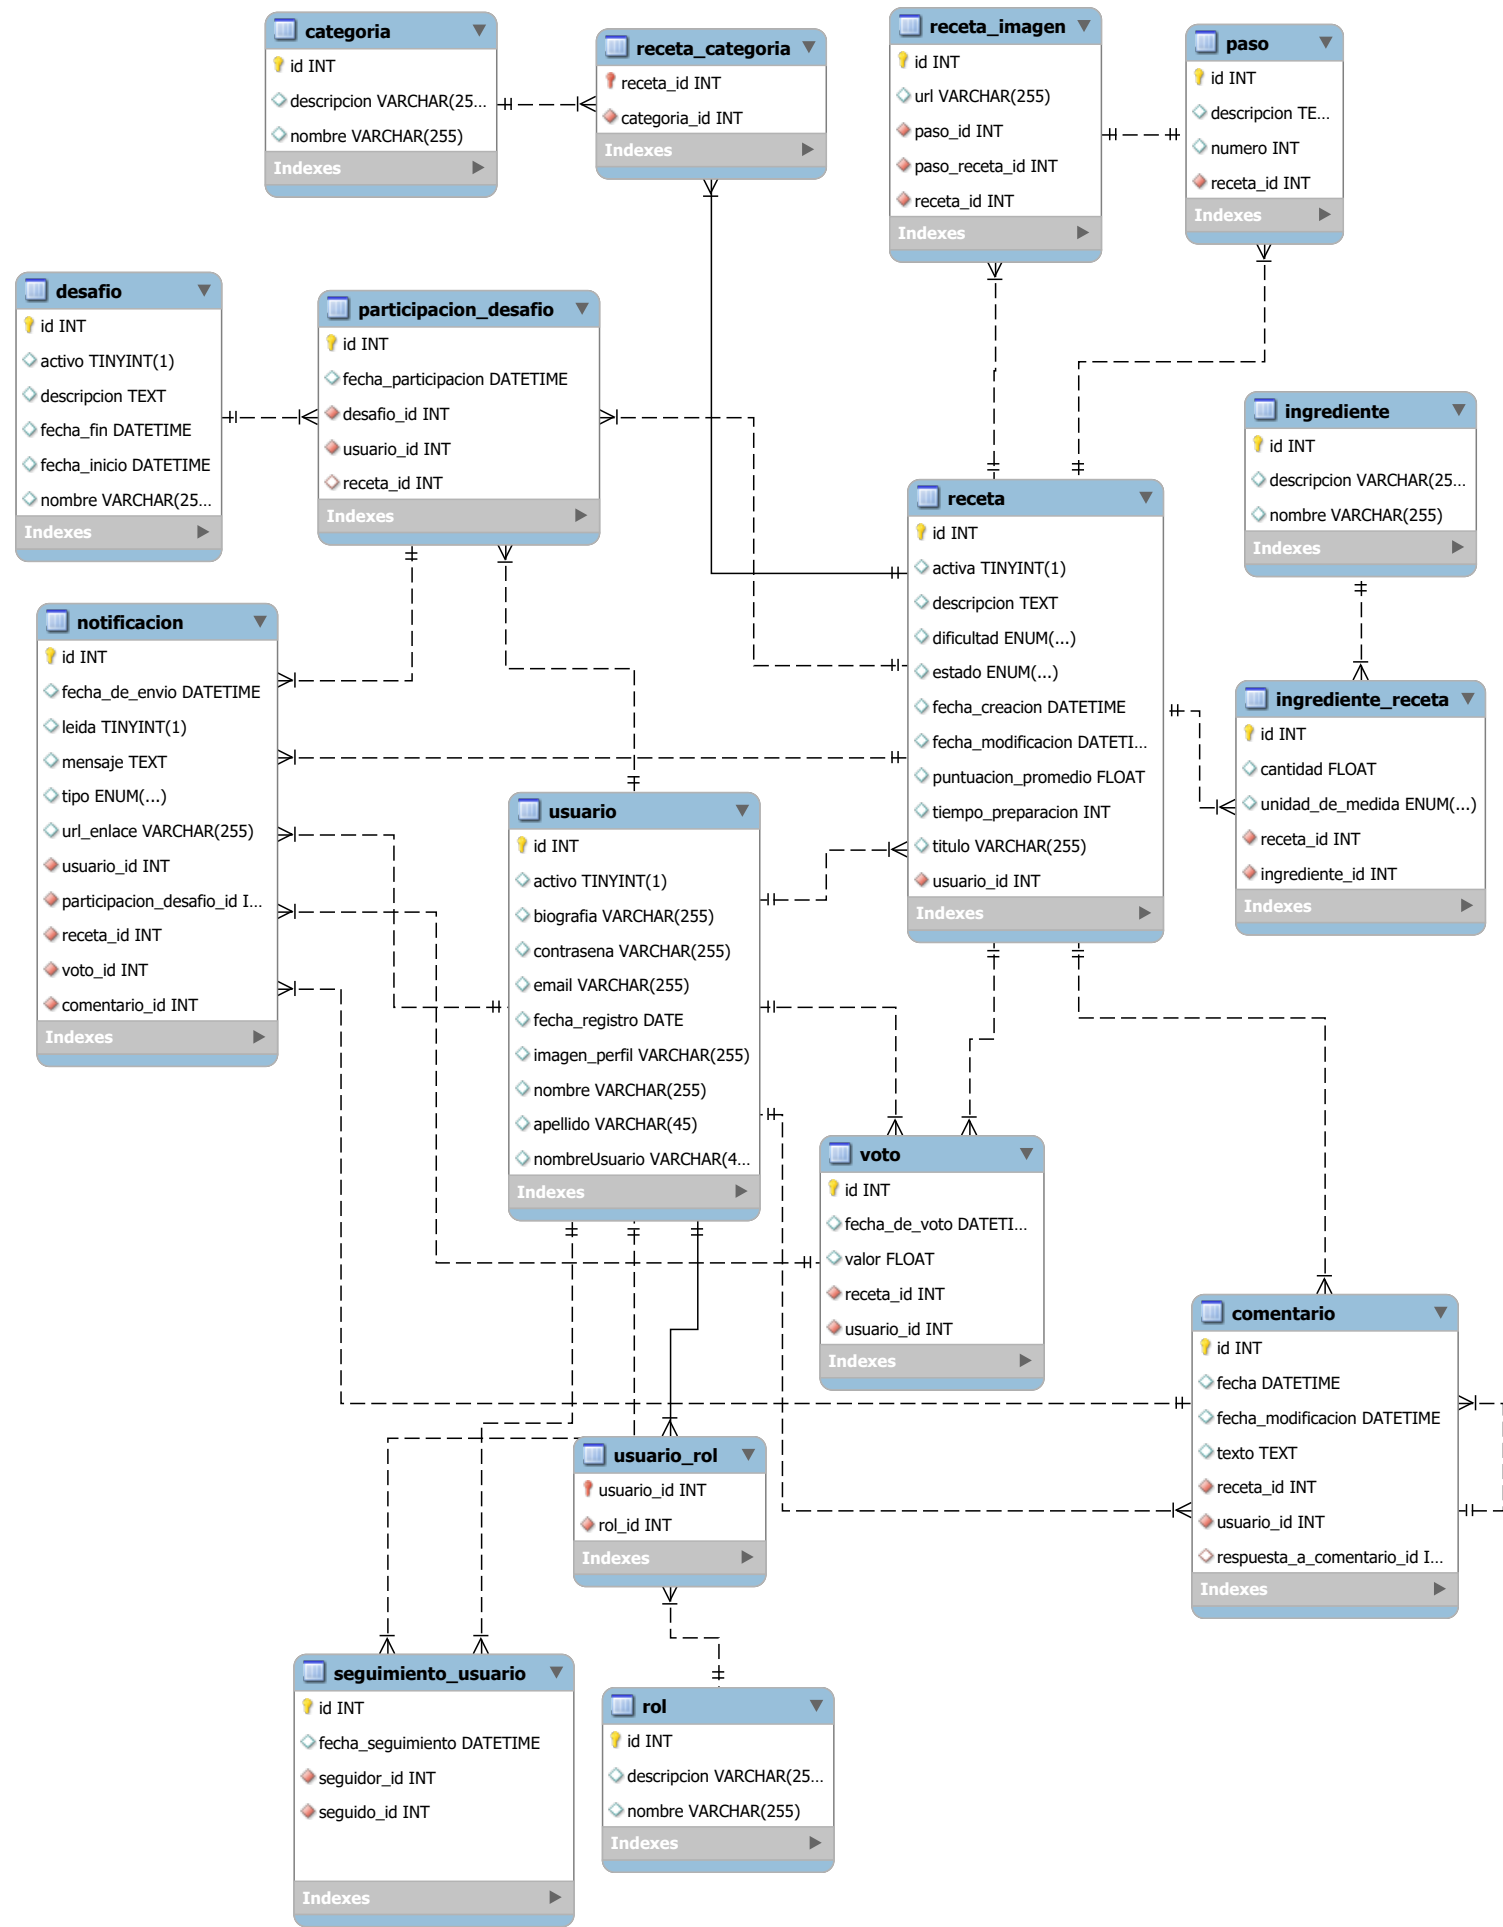 categoria
id INT
descripcion VARCHAR(25...
nombre VARCHAR(255)
Indexes
receta_categoria
receta_id INT
categoria_id INT
Indexes
receta_imagen
id INT
url VARCHAR(255)
paso_id INT
paso_receta_id INT
receta_id INT
Indexes
paso
id INT
descripcion TE...
numero INT
receta_id INT
Indexes
desafio
id INT
activo TINYINT(1)
descripcion TEXT
fecha_fin DATETIME
fecha_inicio DATETIME
nombre VARCHAR(25...
Indexes
participacion_desafio
id INT
fecha_participacion DATETIME
desafio_id INT
usuario_id INT
receta_id INT
Indexes
ingrediente
id INT
descripcion VARCHAR(25...
nombre VARCHAR(255)
Indexes
receta
id INT
activa TINYINT(1)
descripcion TEXT
dificultad ENUM(...)
estado ENUM(...)
fecha_creacion DATETIME
fecha_modificacion DATETI...
puntuacion_promedio FLOAT
tiempo_preparacion INT
titulo VARCHAR(255)
usuario_id INT
Indexes
notificacion
id INT
fecha_de_envio DATETIME
leida TINYINT(1)
mensaje TEXT
tipo ENUM(...)
url_enlace VARCHAR(255)
usuario_id INT
participacion_desafio_id I...
receta_id INT
voto_id INT
comentario_id INT
Indexes
ingrediente_receta
id INT
cantidad FLOAT
unidad_de_medida ENUM(...)
receta_id INT
ingrediente_id INT
Indexes
usuario
id INT
activo TINYINT(1)
biografia VARCHAR(255)
contrasena VARCHAR(255)
email VARCHAR(255)
fecha_registro DATE
imagen_perfil VARCHAR(255)
nombre VARCHAR(255)
apellido VARCHAR(45)
nombreUsuario VARCHAR(4...
Indexes
voto
id INT
fecha_de_voto DATETI...
valor FLOAT
receta_id INT
usuario_id INT
Indexes
comentario
id INT
fecha DATETIME
fecha_modificacion DATETIME
texto TEXT
receta_id INT
usuario_id INT
respuesta_a_comentario_id I...
Indexes
usuario_rol
usuario_id INT
rol_id INT
Indexes
seguimiento_usuario
id INT
fecha_seguimiento DATETIME
seguidor_id INT
seguido_id INT
Indexes
rol
id INT
descripcion VARCHAR(25...
nombre VARCHAR(255)
Indexes